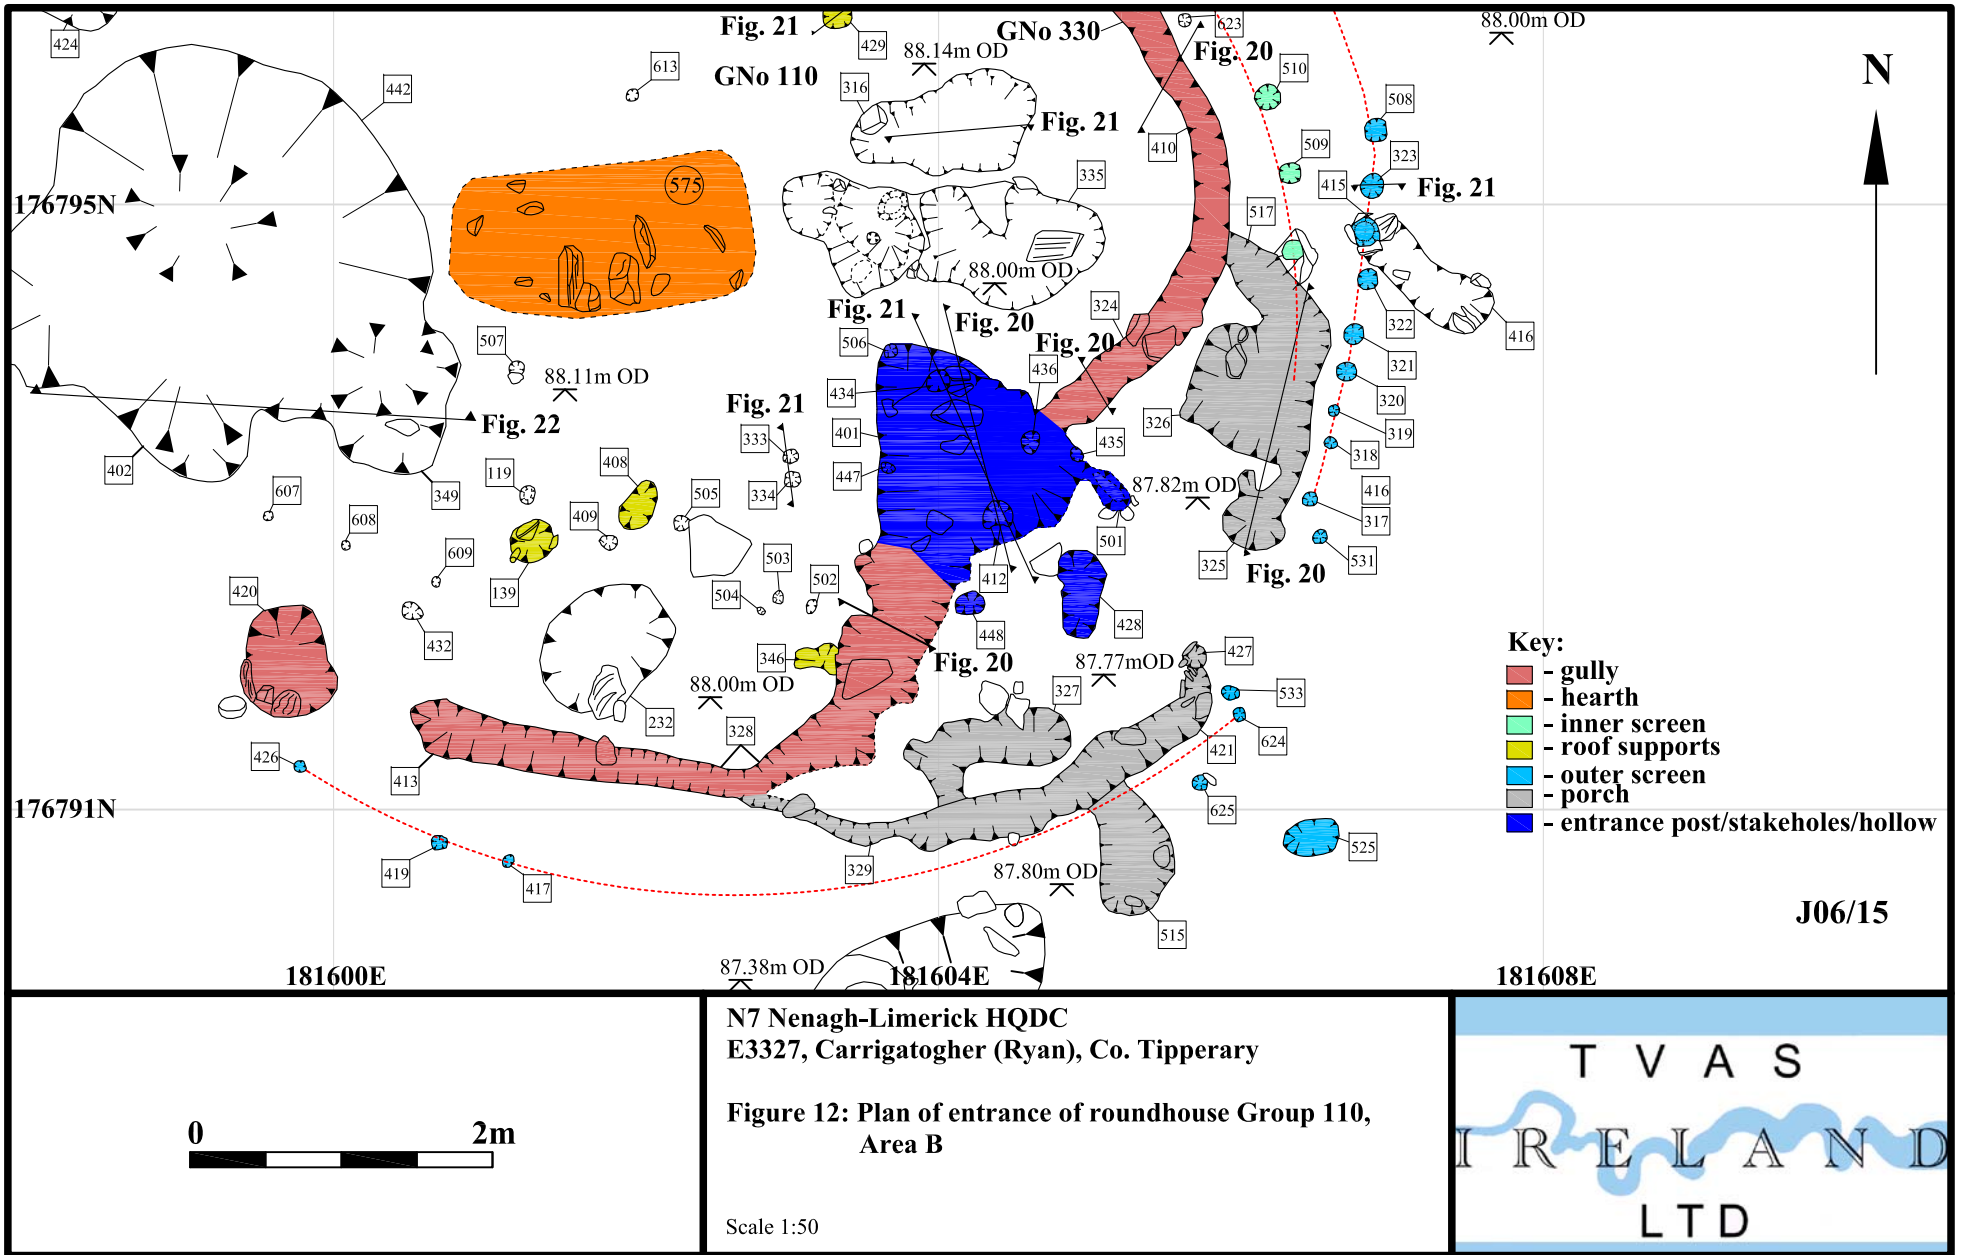 424
Fig. 21
429
GNo 330
623
88.00m OD
88.14m OD
Fig. 20
N
442
613
GNo 110
316
510
508
Fig. 21
410
509
323
575
335
415
Fig. 21
176795N
517
88.00m OD
Fig. 21
Fig. 20
324
322
416
507
506
Fig. 20
436
321
88.11m OD
434
320
Fig. 22
Fig. 21
401
326
319
402
333
435
318
119
408
447
349
334
87.82m OD
416
317
607
505
608
409
501
531
609
139
503
412
325
Fig. 20
420
504
502
432
448
428
Key:
346
Fig. 20
427
gully
88.00m OD
87.77mOD
327
533
hearth
232
328
624
inner screen
426
421
roof supports
413
outer screen
176791N
625
porch
entrance post/stakeholes/hollow
419
417
329
87.80m OD
525
515
J06/15
87.38m OD
181600E
181604E
181608E
0
2m
N7 Nenagh-Limerick HQDC
E3327, Carrigatogher (Ryan), Co. Tipperary
Figure 12: Plan of entrance of roundhouse Group 110,
Area B
Scale 1:50
TVAS
IRELAND
LTD